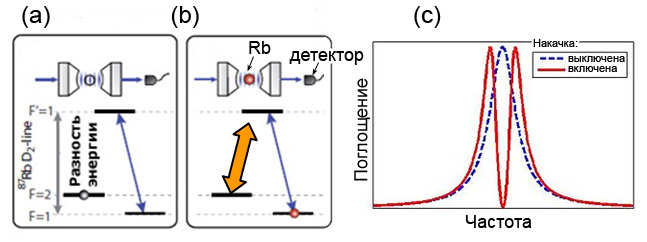 (a)
(b)
(c)
Rb
детектор
F'=1
⁸⁷Rb D₂-line
Разность
энергии
F=2
F=1
Накачка:
выключена
включена
Поглощение
Частота